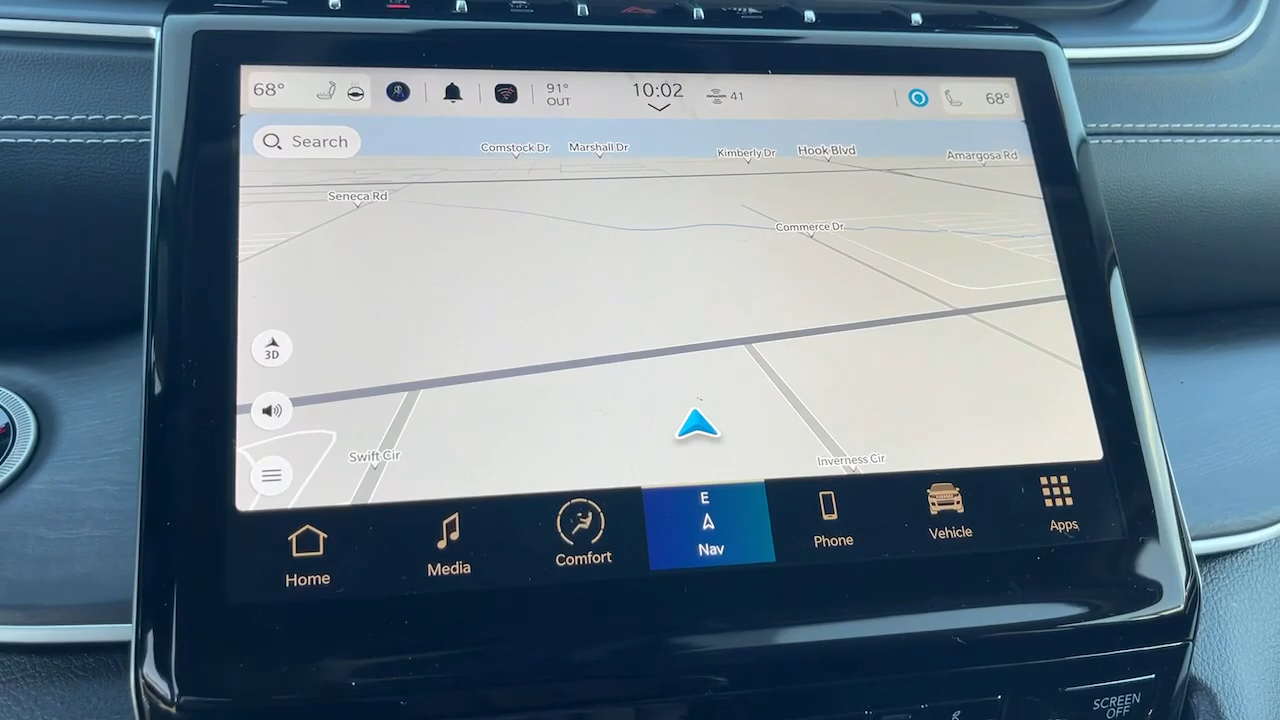 68°
91°
OUT
10:02
41
68°
Search
Comstock Dr
Marshall Dr
Kimberly Dr
Hook Blvd
Amargosa Rd
Seneca Rd
Commerce Dr
3D
Swift Cir
Inverness Cir
E
Home
Media
Comfort
Nav
Phone
Vehicle
Apps
SCREEN
OFF